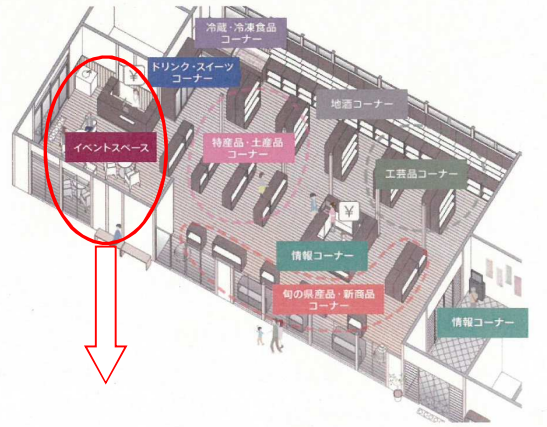 冷蔵・冷凍食品
コーナー
ドリンク・スイーツ
コーナー
¥
地酒コーナー
イベントスペース
特産品・土産品
コーナー
工芸品コーナー
¥
情報コーナー
旬の県産品・新商品
コーナー
情報コーナー